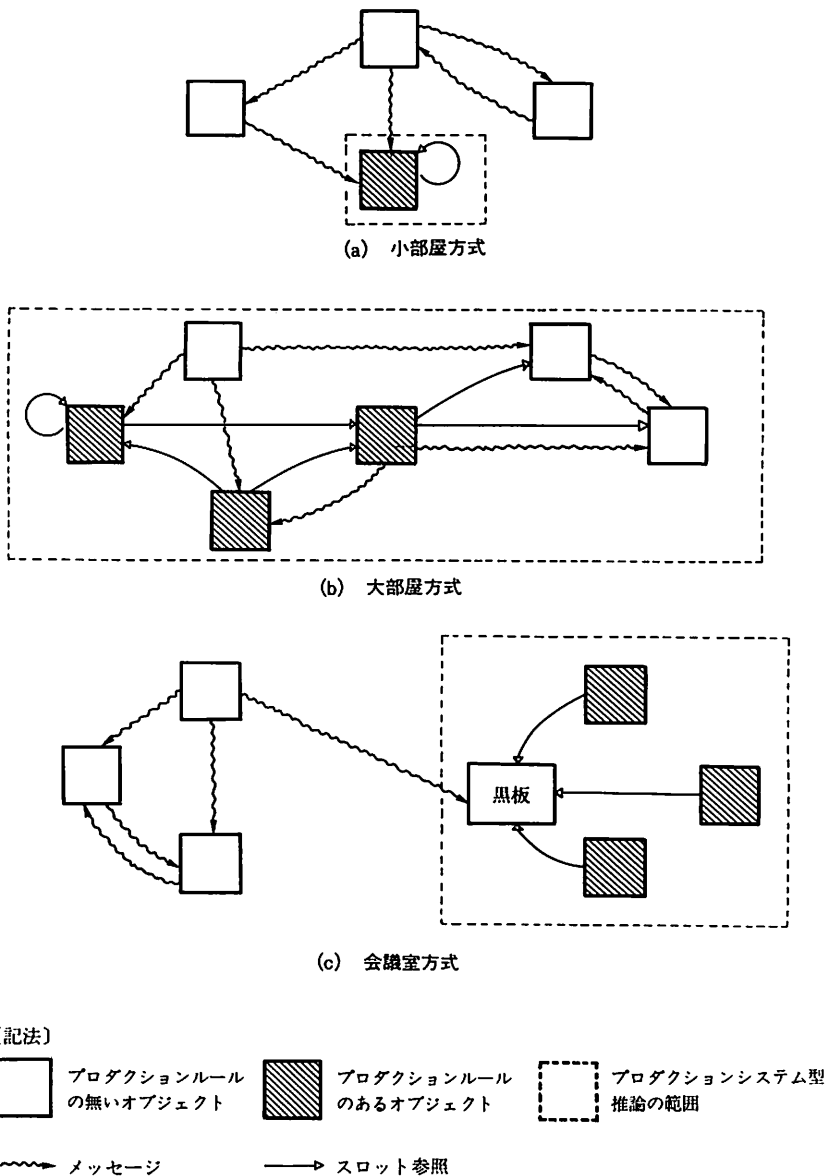 (a) 小部屋方式
(b) 大部屋方式
黒板
(c) 会議室方式
記法〕
プロダクションルール
の無いオブジェクト
プロダクションルール
のあるオブジェクト
プロダクションシステム型
推論の範囲
メッセージ
スロット参照